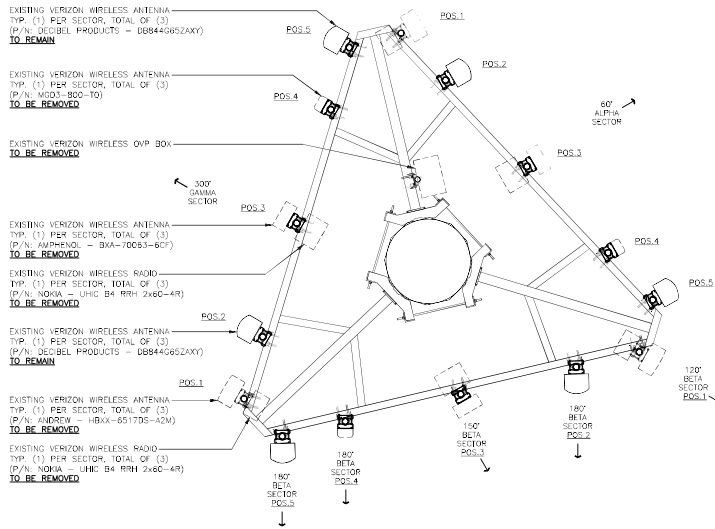 EXISTING VERIZON WIRELESS ANTENNA
TYP. (1) PER SECTOR, TOTAL OF (3)
(P/N: DECIBEL PRODUCTS - DB844G65ZAXY)
TO REMAIN
EXISTING VERIZON WIRELESS ANTENNA
TYP. (1) PER SECTOR, TOTAL OF (3)
(P/N: MGD3-800-T0)
TO BE REMOVED
EXISTING VERIZON WIRELESS OVP BOX
TO BE REMOVED
EXISTING VERIZON WIRELESS ANTENNA
TYP. (1) PER SECTOR, TOTAL OF (3)
(P/N: AMPHENOL - BXA-70063-6CF)
TO BE REMOVED
EXISTING VERIZON WIRELESS RADIO
TYP. (1) PER SECTOR, TOTAL OF (3)
(P/N: NOKIA - UHIC B4 RRH 2x60-4R)
TO BE REMOVED
EXISTING VERIZON WIRELESS ANTENNA
TYP. (1) PER SECTOR, TOTAL OF (3)
(P/N: DECIBEL PRODUCTS - DB844G65ZAXY)
TO REMAIN
EXISTING VERIZON WIRELESS ANTENNA
TYP. (1) PER SECTOR, TOTAL OF (3)
(P/N: ANDREW - HBXX-6517DS-A2M)
TO BE REMOVED
EXISTING VERIZON WIRELESS RADIO
TYP. (1) PER SECTOR, TOTAL OF (3)
(P/N: NOKIA - UHIC B4 RRH 2x60-4R)
TO BE REMOVED
POS.5
POS.4
300°
GAMMA
SECTOR
POS.3
POS.2
POS.1
POS.1
POS.2
60°
ALPHA
SECTOR
POS.3
POS.4
POS.5
120°
BETA
SECTOR
POS.1
180°
BETA
SECTOR
POS.2
150°
BETA
SECTOR
POS.3
180°
BETA
SECTOR
POS.4
180°
BETA
SECTOR
POS.5